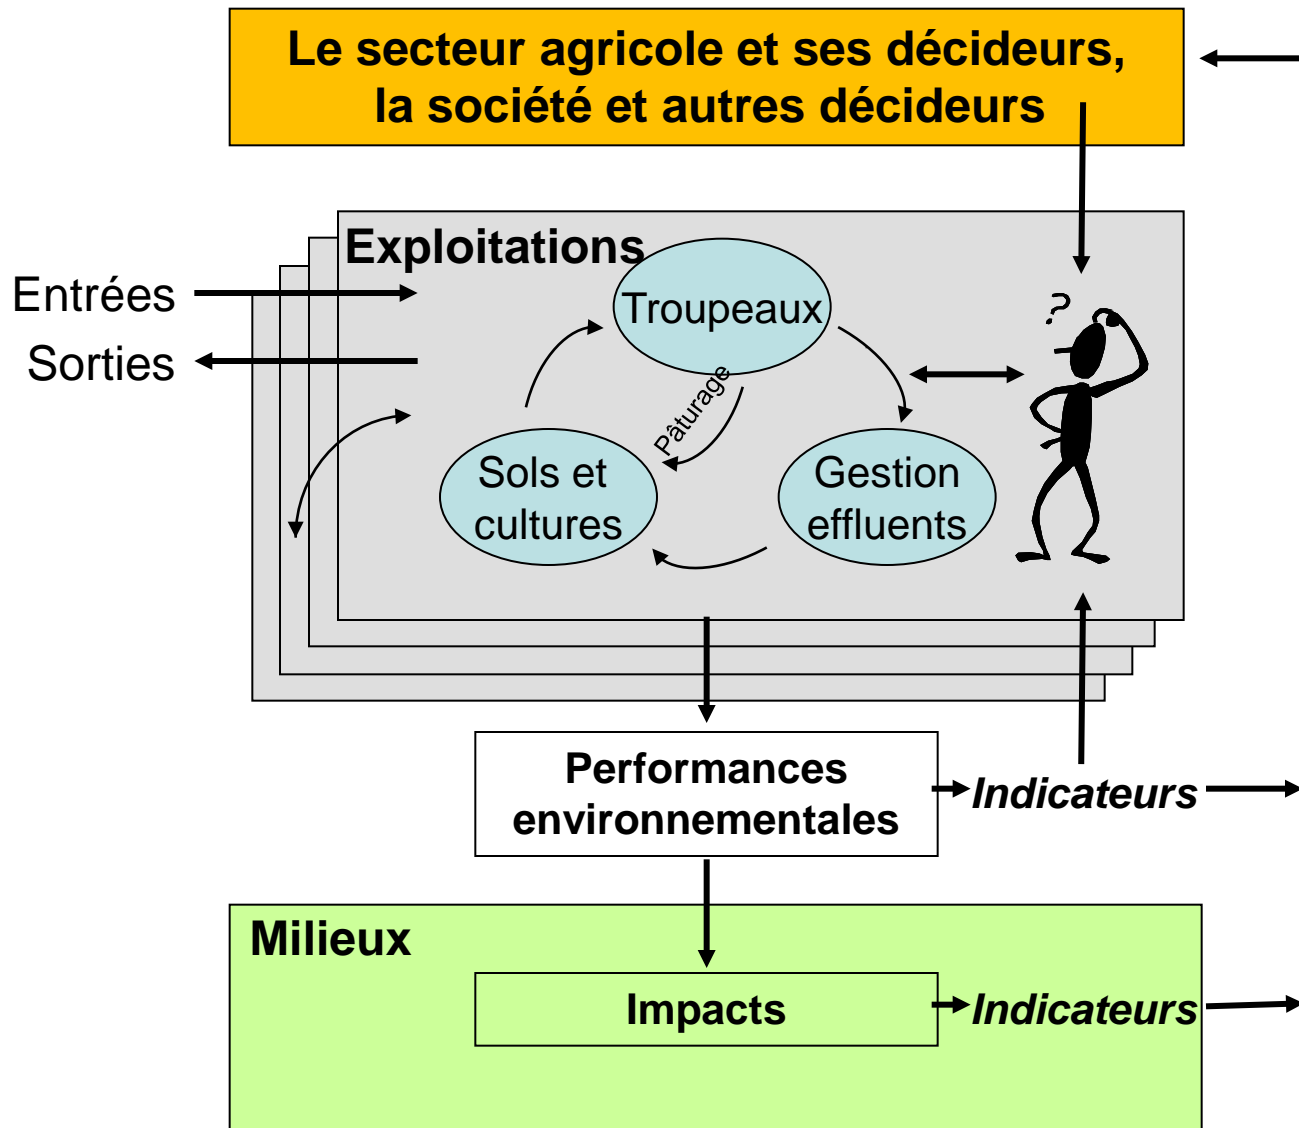 Le secteur agricole et ses décideurs,
la société et autres décideurs
Exploitations
Entrées
Sorties
Troupeaux
?
Pâturage
Sols et
cultures
Gestion
effluents
Performances
environnementales
Indicateurs
Milieux
Impacts
Indicateurs